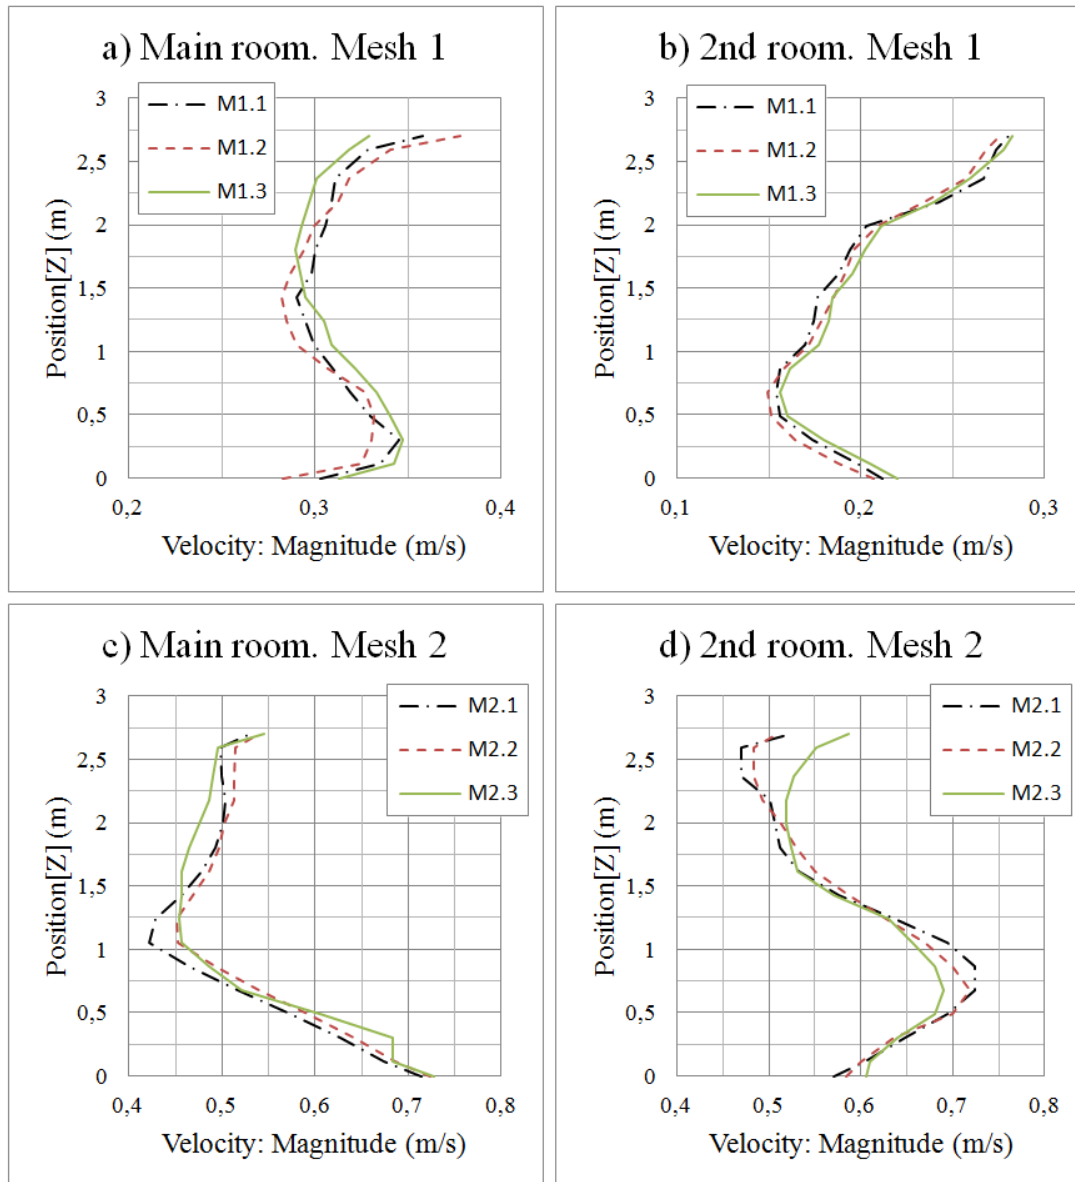 a) Main room. Mesh 1
M1.1
M1.2
M1.3
3
2,5
2
1,5
1
0,5
0
0,2
0,3
0,4
Position[Z] (m)
Velocity: Magnitude (m/s)
b) 2nd room. Mesh 1
M1.1
M1.2
M1.3
3
2,5
2
1,5
1
0,5
0
0,1
0,2
0,3
Position[Z] (m)
Velocity: Magnitude (m/s)
c) Main room. Mesh 2
M2.1
M2.2
M2.3
3
2,5
2
1,5
1
0,5
0
0,4
0,5
0,6
0,7
0,8
Position[Z] (m)
Velocity: Magnitude (m/s)
d) 2nd room. Mesh 2
M2.1
M2.2
M2.3
3
2,5
2
1,5
1
0,5
0
0,4
0,5
0,6
0,7
0,8
Position[Z] (m)
Velocity: Magnitude (m/s)